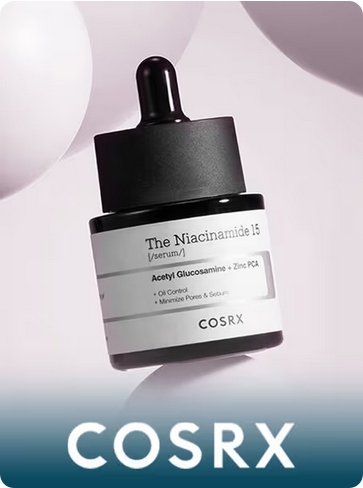 The Niacinamide 15
[/serum/]
Acetyl Glucosamine + Zinc PCA
+ Oil Control
+ Minimize Pores & Sebum
COSRX
COSRX